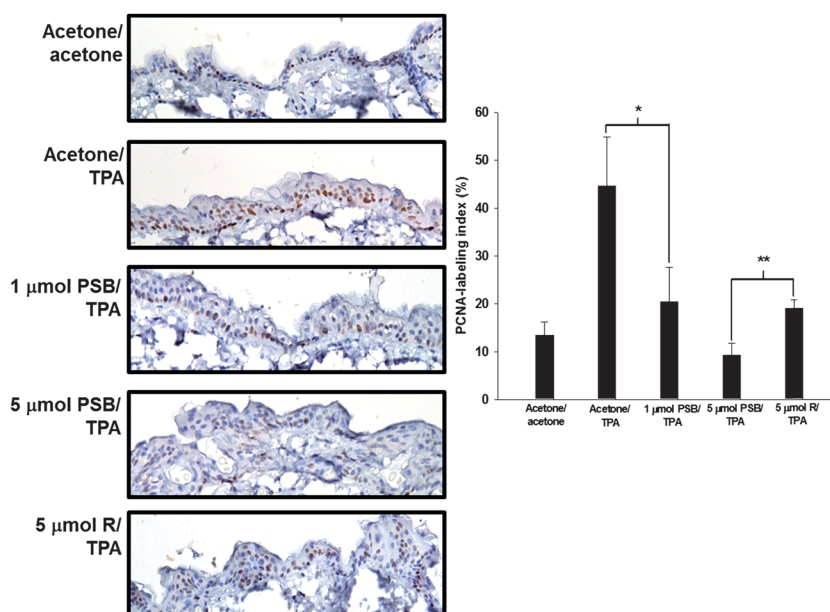 Acetone/
acetone
Acetone/
TPA
1 μmol PSB/
TPA
5 μmol PSB/
TPA
5 μmol R/
TPA
PCNA-labeling index (%)
60
50
40
30
20
10
0
*
**
Acetone/
acetone
Acetone/
TPA
1 μmol PSB/
TPA
5 μmol PSB/
TPA
5 μmol R/
TPA